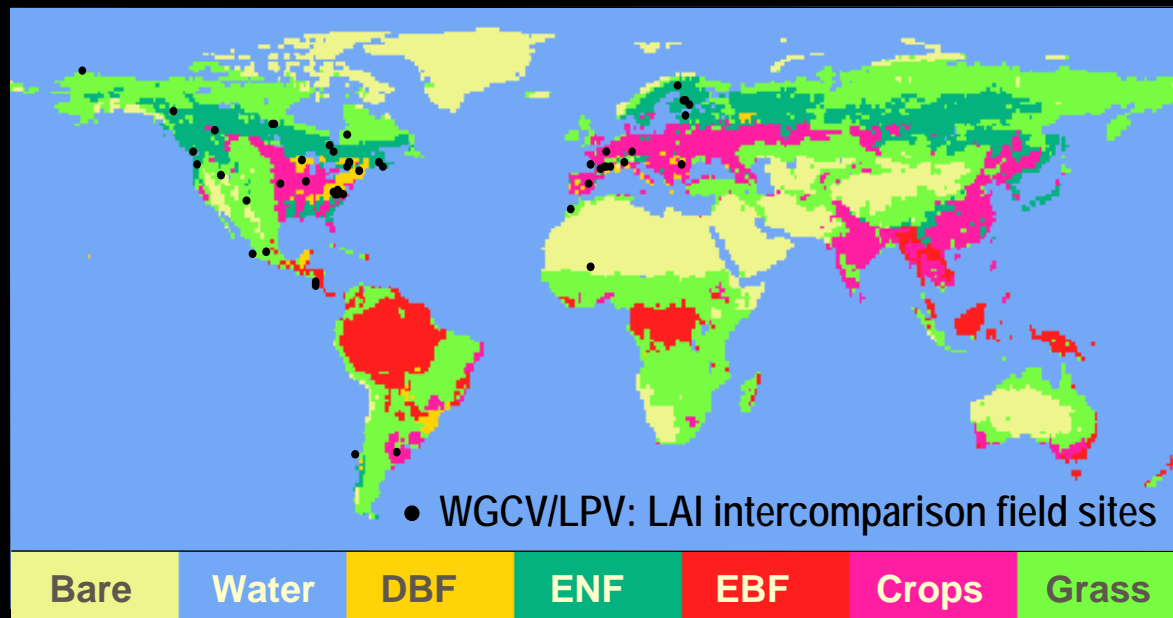 • WGCV/LPV: LAI intercomparison field sites
Bare Water DBF ENF EBF Crops Grass